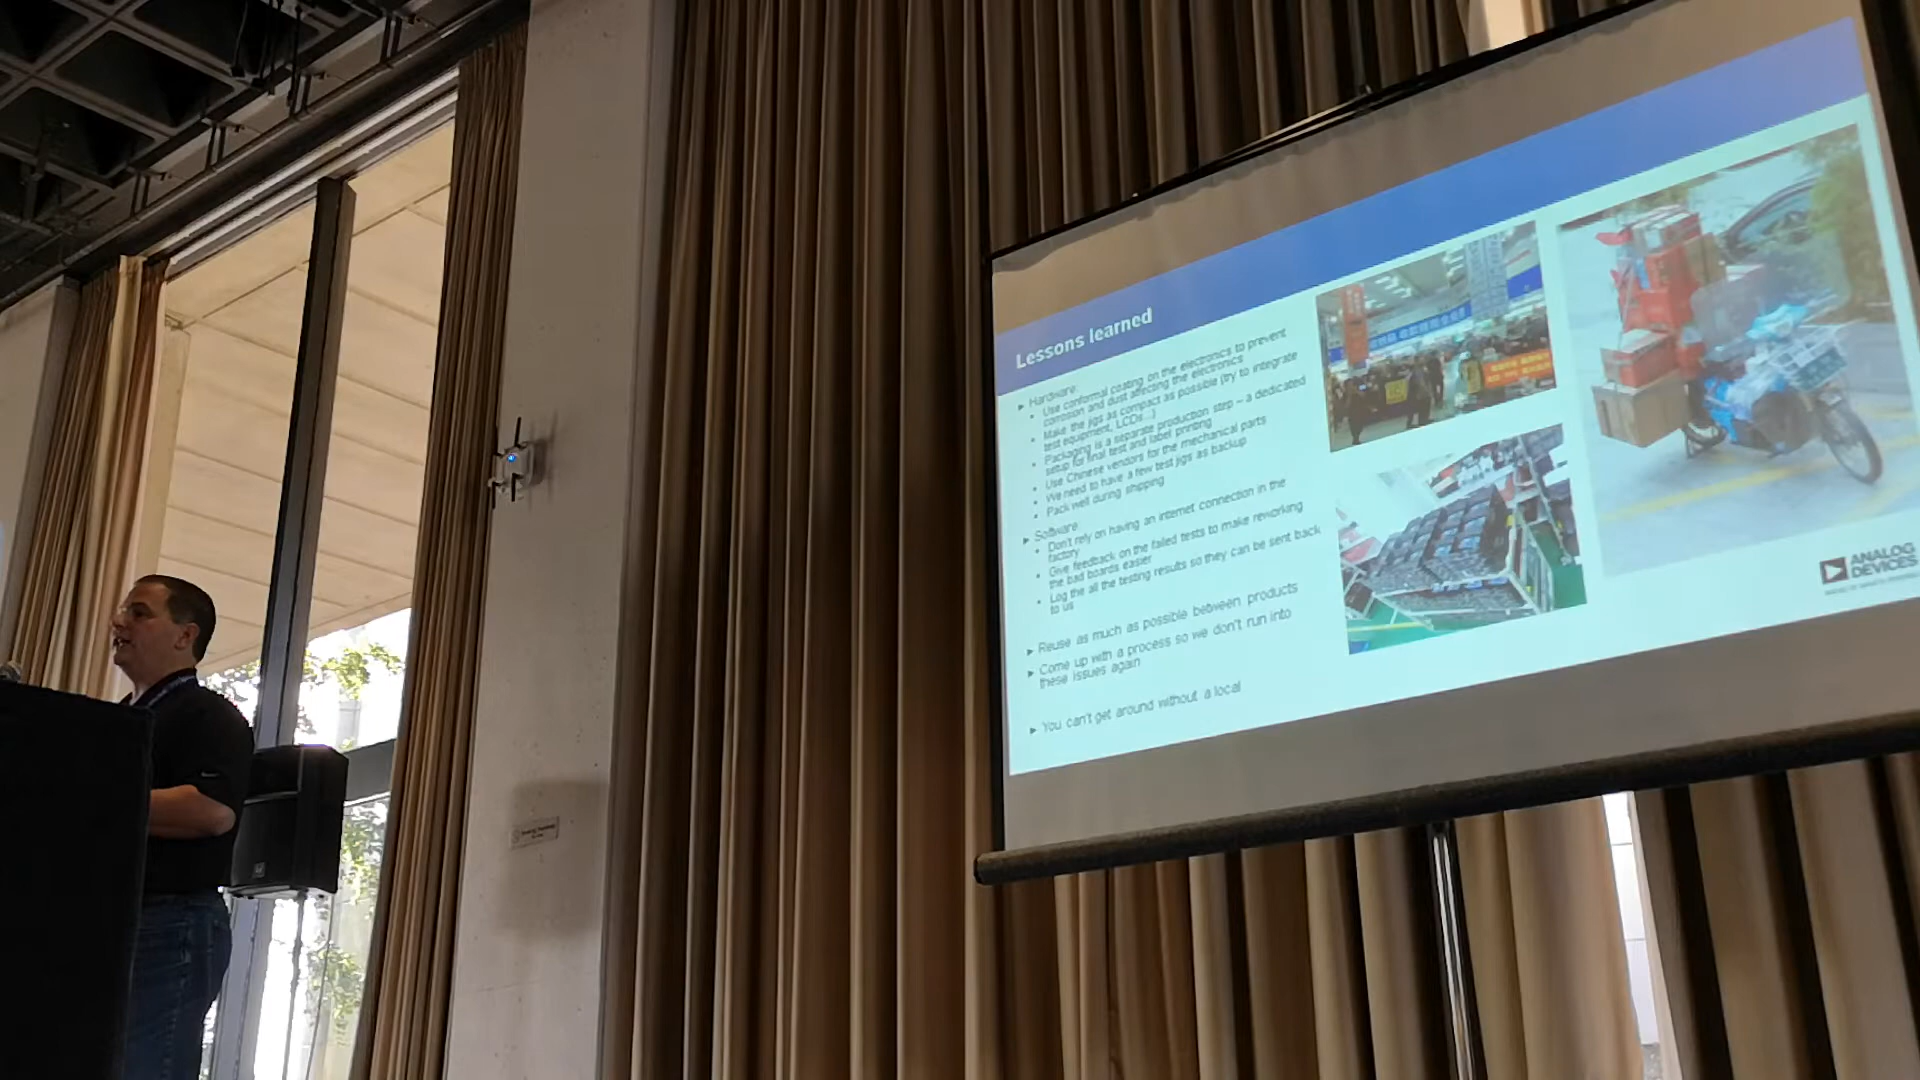 Lessons learned
Hardware:
Use conformal coating on the electronics to prevent
corrosion and dust affecting the electronics
Make the jigs as compact as possible (try to integrate
test equipment, LCDs...)
Packaging is a separate production step – a dedicated
setup for final test and label printing
Use Chinese vendors for the mechanical parts
We need to have a few test jigs as backup
Pack well during shipping
Software
Don't rely on having an internet connection in the
factory
Give feedback on the failed tests to make reworking
the bad boards easier
Log the all the testing results so they can be sent back
to us
Reuse as much as possible between products
Come up with a process so we don't run into
these issues again
You can't get around without a local
ANALOG
DEVICES